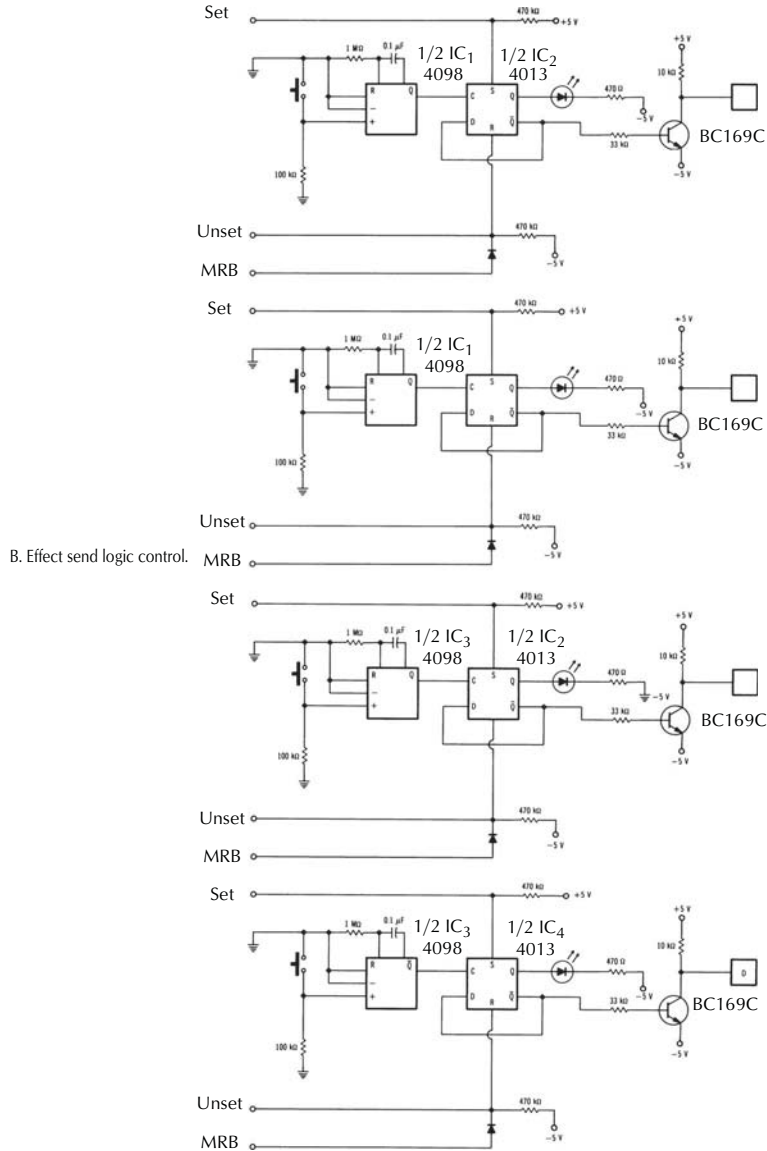 Set
470 kΩ
+5 V
1 MΩ
0.1 μF
1/2 IC1
4098
1/2 IC2
4013
+5 V
10 kΩ
R Q
−
+
S
C Q
D Q̄
R
470 Ω
−5 V
33 kΩ
BC169C
−5 V
100 kΩ
Unset
470 kΩ
−5 V
MRB
Set
470 kΩ
+5 V
1 MΩ
0.1 μF
1/2 IC1
4098
+5 V
10 kΩ
R Q
−
+
S
C Q
D Q̄
R
470 Ω
−5 V
33 kΩ
BC169C
−5 V
100 kΩ
Unset
470 kΩ
−5 V
B. Effect send logic control.
MRB
Set
470 kΩ
+5 V
1 MΩ
0.1 μF
1/2 IC3
4098
1/2 IC2
4013
+5 V
10 kΩ
R Q
−
+
S
C Q
D Q̄
470 Ω
−5 V
33 kΩ
BC169C
−5 V
100 kΩ
Unset
470 kΩ
−5 V
MRB
Set
470 kΩ
+5 V
1 MΩ
0.1 μF
1/2 IC3
4098
1/2 IC4
4013
+5 V
10 kΩ
D
R Q̄
−
+
S
C Q
D Q̄
R
470 Ω
−5 V
33 kΩ
BC169C
−5 V
100 kΩ
Unset
470 kΩ
−5 V
MRB